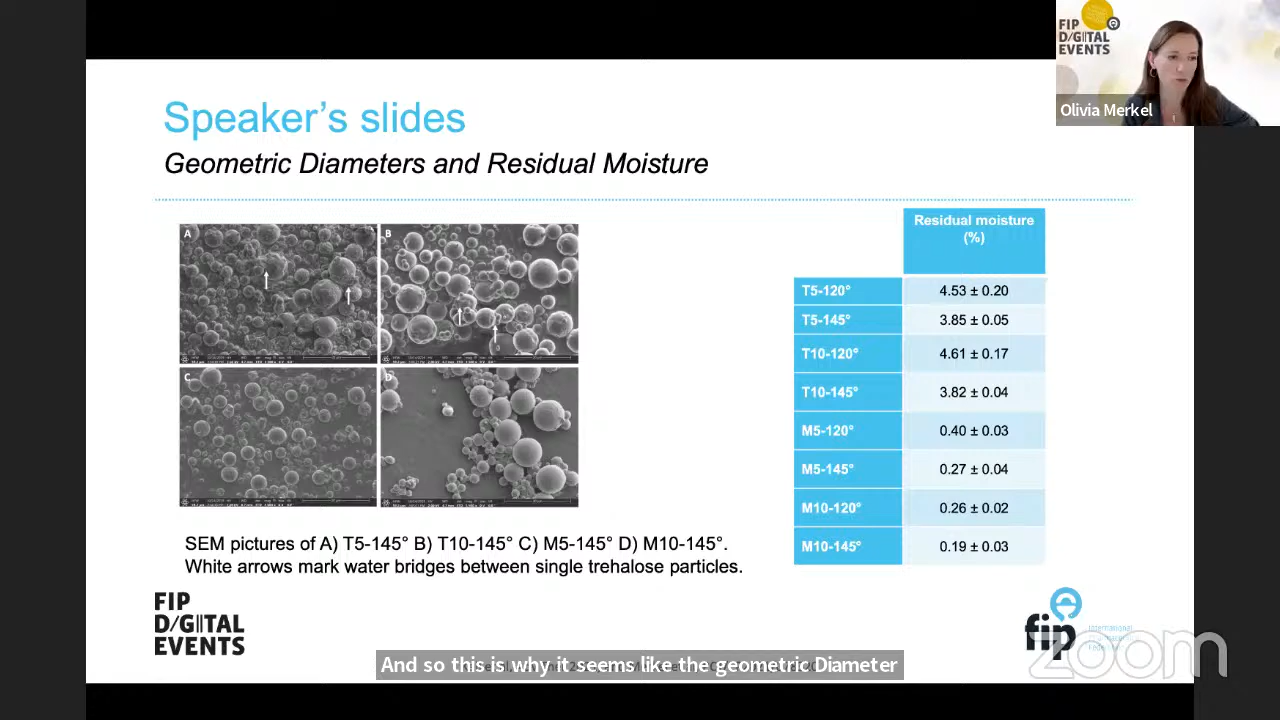 FIP
D/GITAL
EVENTS
Olivia Merkel
Speaker’s slides
Geometric Diameters and Residual Moisture
A
B
C
D
Residual moisture
(%)
T5-120° 4.53 ± 0.20
T5-145° 3.85 ± 0.05
T10-120° 4.61 ± 0.17
T10-145° 3.82 ± 0.04
M5-120° 0.40 ± 0.03
M5-145° 0.27 ± 0.04
M10-120° 0.26 ± 0.02
M10-145° 0.19 ± 0.03
SEM pictures of A) T5-145° B) T10-145° C) M5-145° D) M10-145°.
White arrows mark water bridges between single trehalose particles.
FIP
D/GITAL
EVENTS
fip
zoom
And so this is why it seems like the geometric Diameter